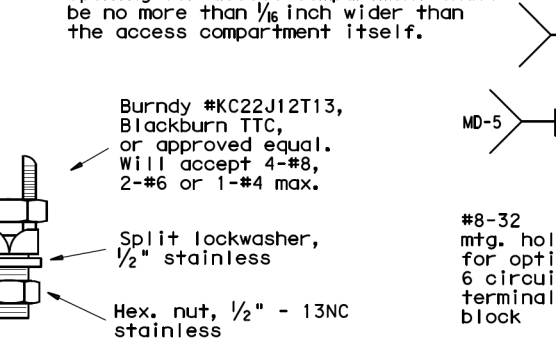 be no more than 1/16 inch wider than
the access compartment itself.
Burndy #KC22J12T13,
Blackburn TTC,
or approved equal.
Will accept 4-#8,
2-#6 or 1-#4 max.
Split lockwasher,
1/2" stainless
Hex. nut, 1/2" - 13NC
stainless
MD-5
#8-32
mtg. hol
for opti
6 circui
terminal
block